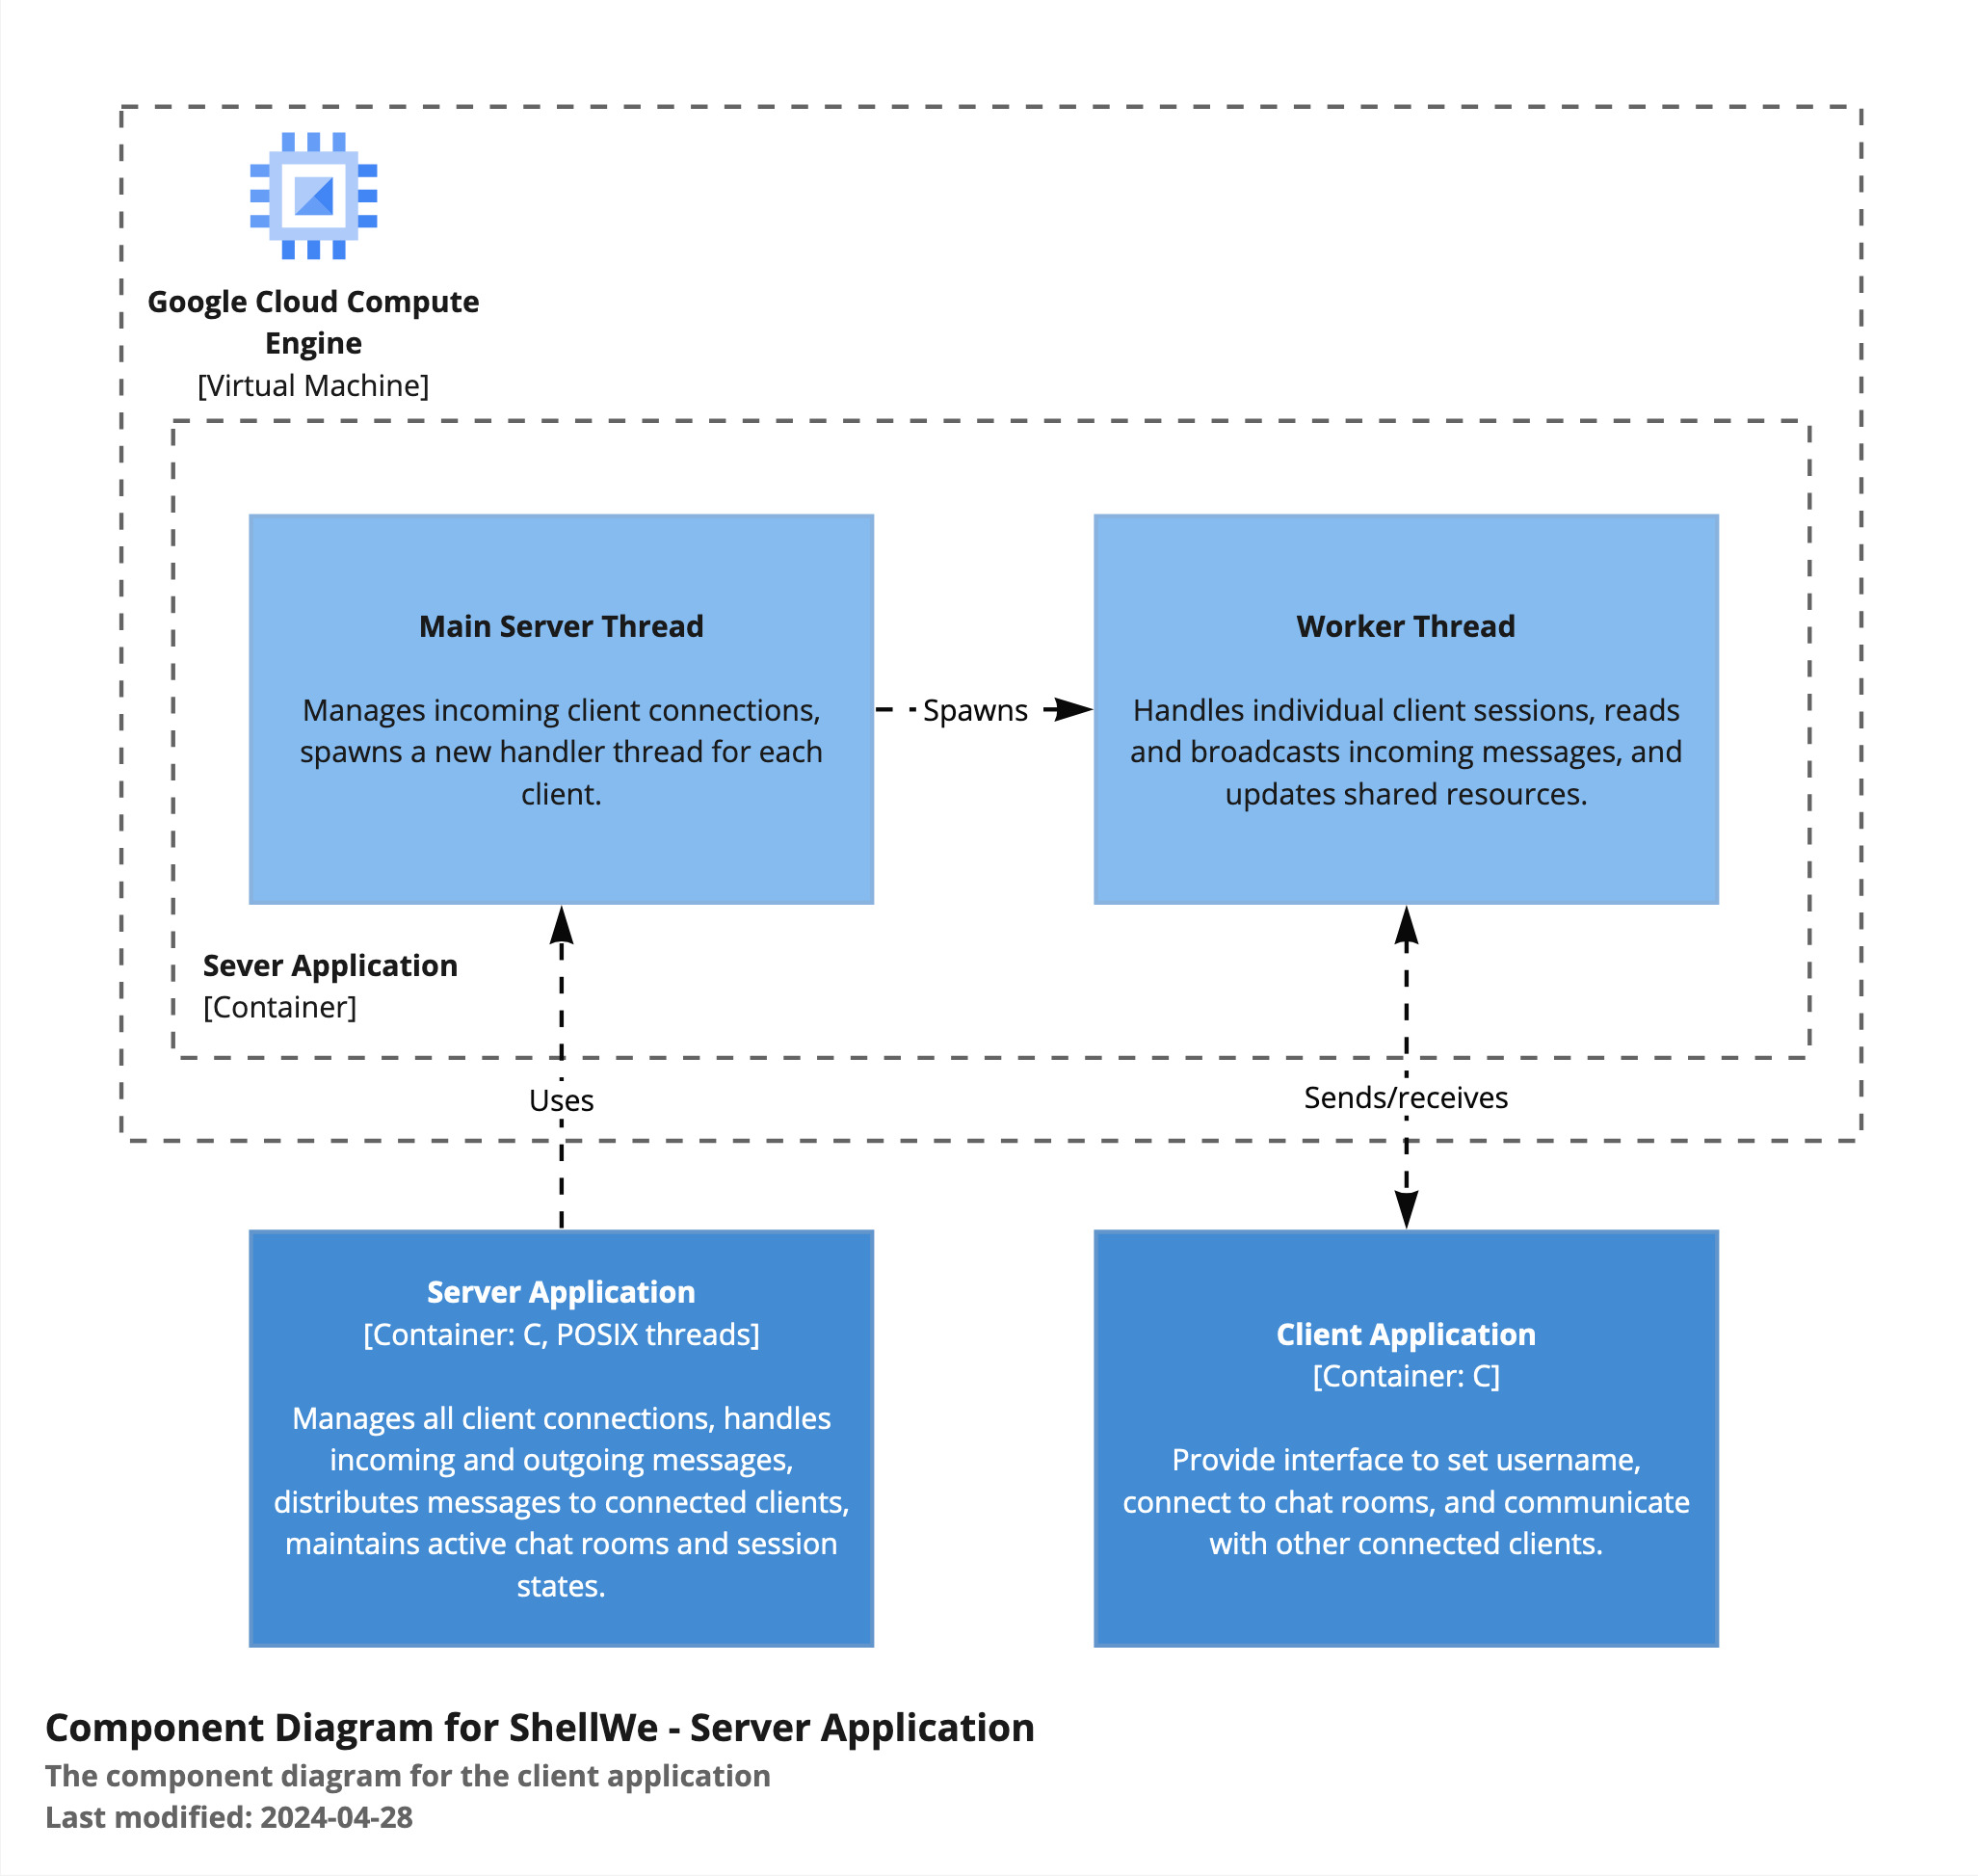 Google Cloud Compute
Engine
[Virtual Machine]
Main Server Thread
Manages incoming client connections,
spawns a new handler thread for each
client.
Spawns
Worker Thread
Handles individual client sessions, reads
and broadcasts incoming messages, and
updates shared resources.
Sever Application
[Container]
Uses
Sends/receives
Server Application
[Container: C, POSIX threads]
Manages all client connections, handles
incoming and outgoing messages,
distributes messages to connected clients,
maintains active chat rooms and session
states.
Client Application
[Container: C]
Provide interface to set username,
connect to chat rooms, and communicate
with other connected clients.
Component Diagram for ShellWe - Server Application
The component diagram for the client application
Last modified: 2024-04-28